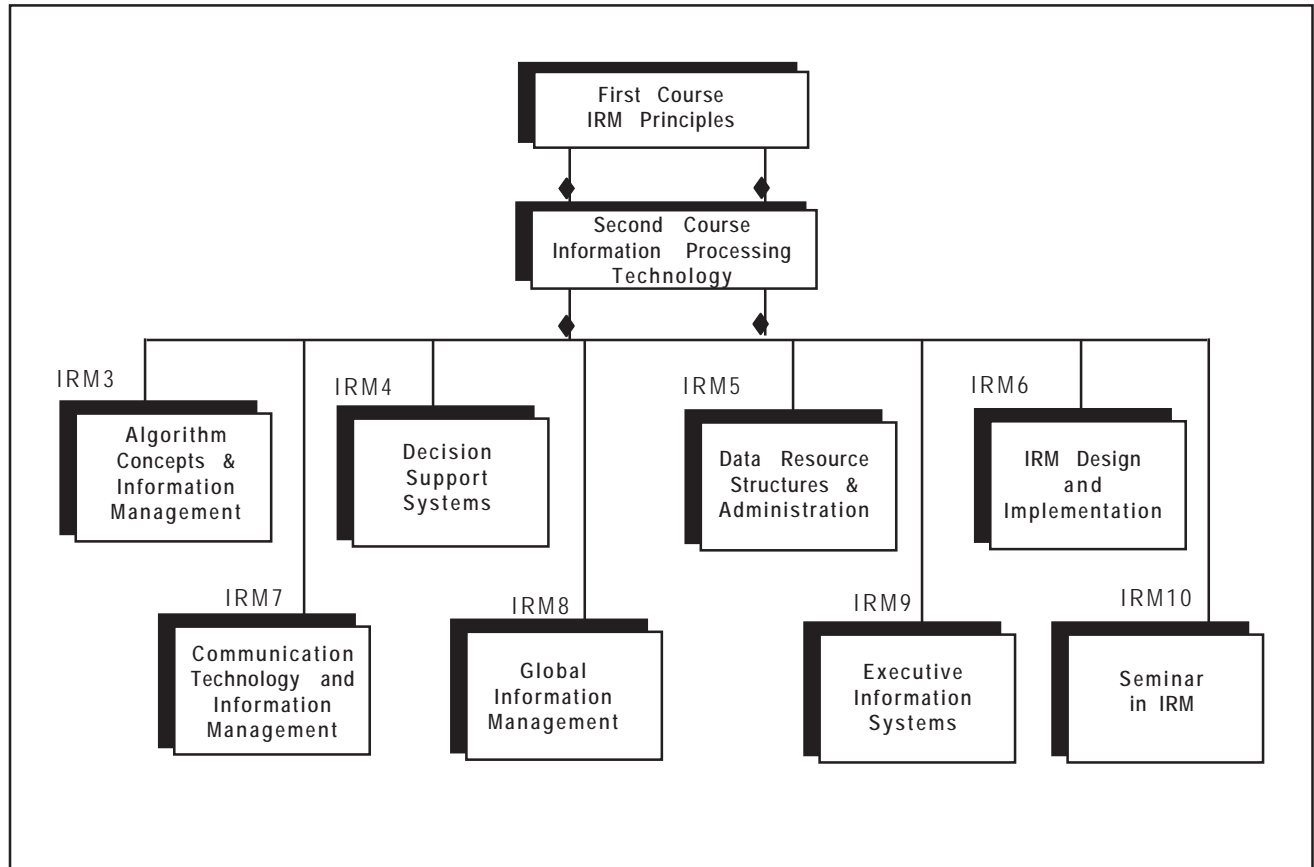 First Course
IRM Principles
Second Course
Information Processing
Technology
IRM3
Algorithm
Concepts &
Information
Management
IRM4
Decision
Support
Systems
IRM5
Data Resource
Structures &
Administration
IRM6
IRM Design
and
Implementation
IRM7
Communication
Technology and
Information
Management
IRM8
Global
Information
Management
IRM9
Executive
Information
Systems
IRM10
Seminar
in IRM